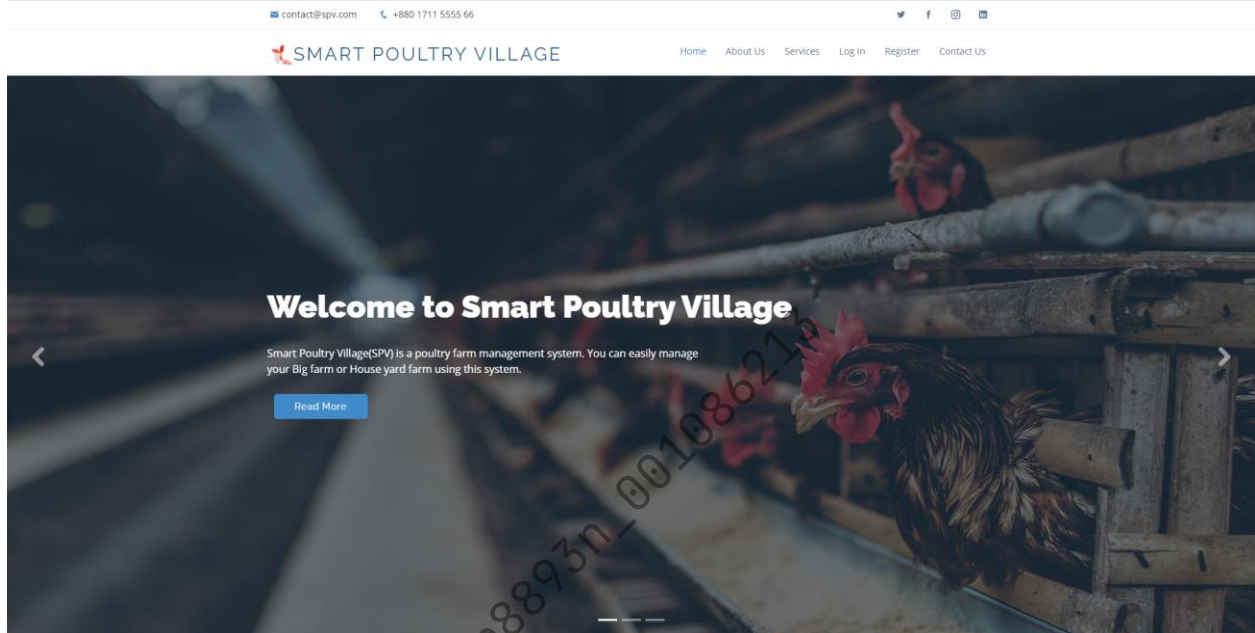 contact@spv.com +880 1711 5555 66
SMART POULTRY VILLAGE
Home About Us Services Log In Register Contact Us
Welcome to Smart Poultry Village
Smart Poultry Village(SPV) is a poultry farm management system. You can easily manage
your Big farm or House yard farm using this system.
Read More
8893n_001086213